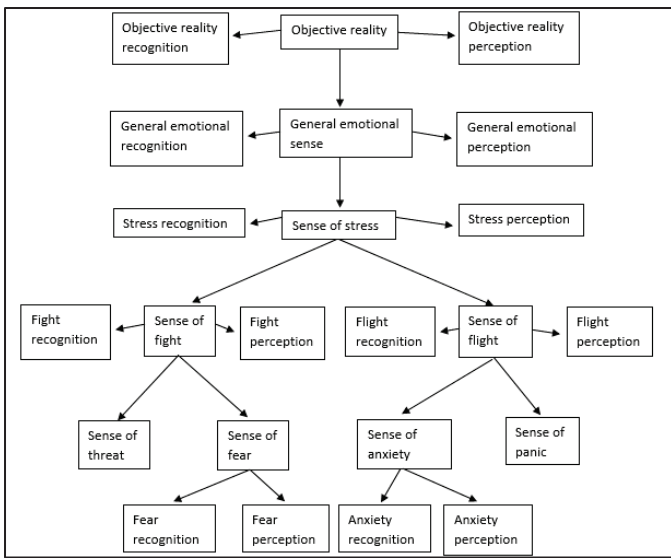 Objective reality
recognition
Objective reality
Objective reality
perception
General emotional
recognition
General emotional
sense
General emotional
perception
Stress recognition
Sense of stress
Stress perception
Fight
recognition
Sense of
fight
Fight
perception
Flight
recognition
Sense of
flight
Flight
perception
Sense of
threat
Sense of
fear
Sense of
anxiety
Sense of
panic
Fear
recognition
Fear
perception
Anxiety
recognition
Anxiety
perception